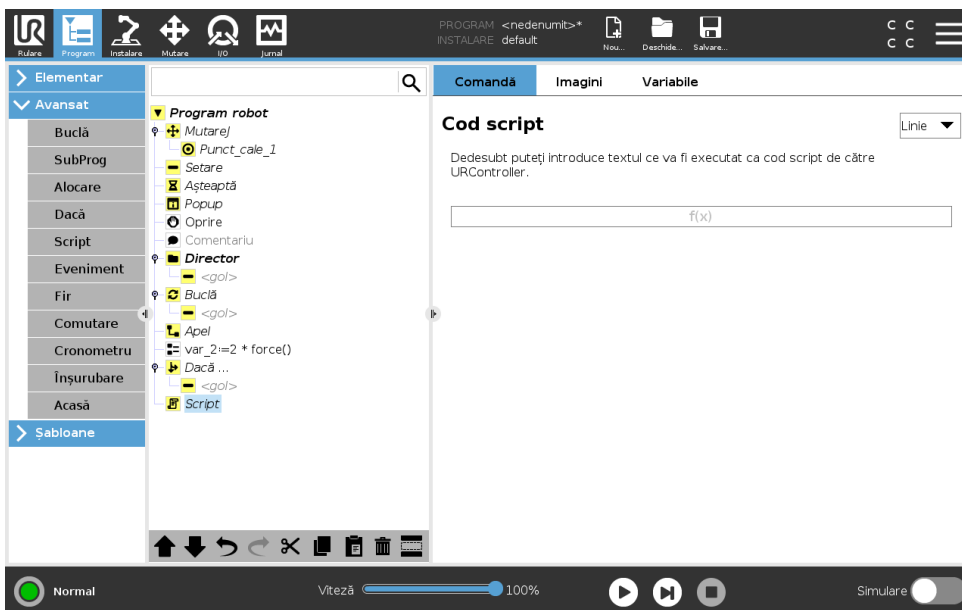 UR
Rulare
Program
Instalare
Mutare
I/O
Jurnal
PROGRAM <nedenumit>*
INSTALARE default
Nou...
Deschide...
Salvare...
C C
C C
Elementar
Avansat
Buclă
SubProg
Alocare
Dacă
Script
Eveniment
Fir
Comutare
Cronometru
Înșurubare
Acasă
Șabloane
Program robot
MutareJ
Punct_cale_1
Setare
Așteaptă
Popup
Oprire
Comentariu
Director
<gol>
Buclă
<gol>
Apel
var_2≔2 * force()
Dacă ...
<gol>
Script
Comandă
Imagini
Variabile
Cod script
Linie
Dedesubt puteți introduce textul ce va fi executat ca cod script de către
URController.
f(x)
Normal
Viteză
100%
Simulare